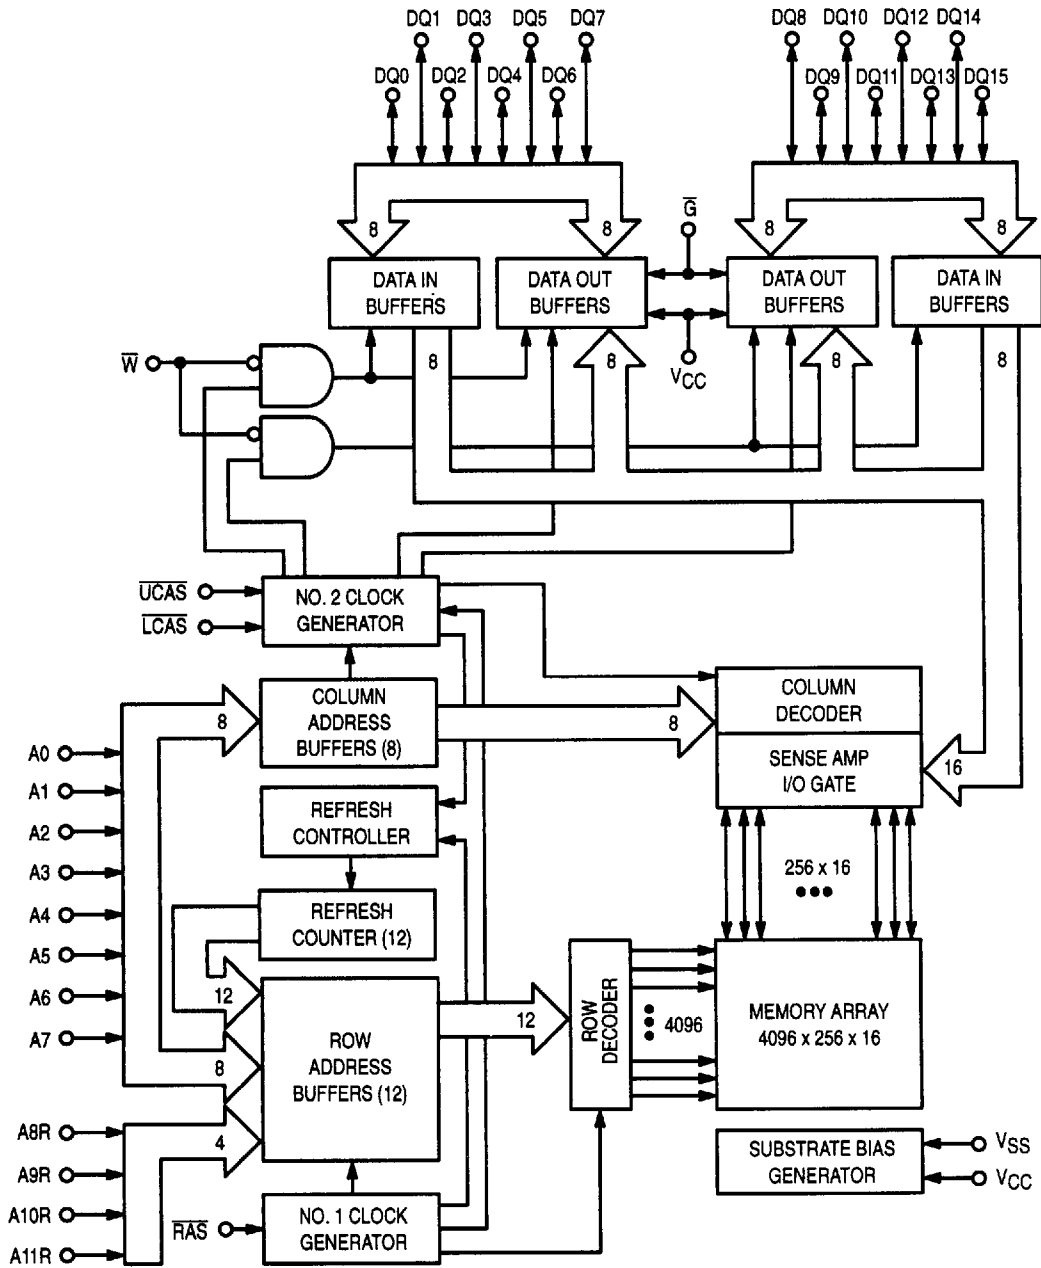 DQ1 DQ3 DQ5 DQ7
DQ8 DQ10 DQ12 DQ14
DQ0 DQ2 DQ4 DQ6
DQ9 DQ11 DQ13 DQ15
8
8
G
8
8
DATA IN
BUFFERS
DATA OUT
BUFFERS
DATA OUT
BUFFERS
DATA IN
BUFFERS
W
8
8
VCC
8
8
UCAS
LCAS
NO. 2 CLOCK
GENERATOR
8
COLUMN
ADDRESS
BUFFERS (8)
8
COLUMN
DECODER
SENSE AMP
I/O GATE
16
A0
A1
A2
A3
A4
A5
A6
A7
REFRESH
CONTROLLER
REFRESH
COUNTER (12)
256 x 16
12
8
4
ROW
ADDRESS
BUFFERS (12)
12
ROW
DECODER
4096
MEMORY ARRAY
4096 x 256 x 16
A8R
A9R
A10R
A11R
RAS
NO. 1 CLOCK
GENERATOR
SUBSTRATE BIAS
GENERATOR
VSS
VCC